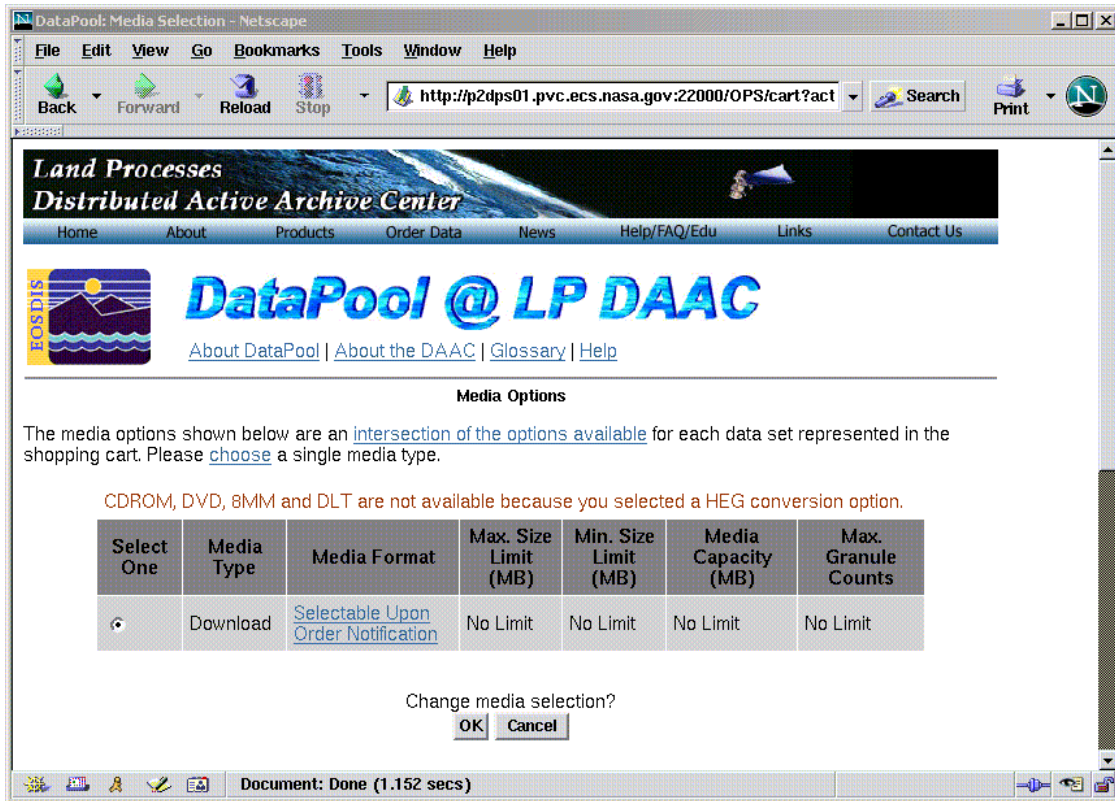 DataPool: Media Selection - Netscape
File Edit View Go Bookmarks Tools Window Help
Back Forward Reload Stop http://p2dps01.pvc.ecs.nasa.gov:22000/OPS/cart?act Search Print N
Land Processes
Distributed Active Archive Center
Home About Products Order Data News Help/FAQ/Edu Links Contact Us
EOSDIS
DataPool @ LP DAAC
About DataPool | About the DAAC | Glossary | Help
Media Options
The media options shown below are an intersection of the options available for each data set represented in the
shopping cart. Please choose a single media type.
CDROM, DVD, 8MM and DLT are not available because you selected a HEG conversion option.
Select One Media Type Media Format Max. Size Limit (MB) Min. Size Limit (MB) Media Capacity (MB) Max. Granule Counts
Download Selectable Upon Order Notification No Limit No Limit No Limit No Limit
Change media selection?
OK Cancel
Document: Done (1.152 secs)